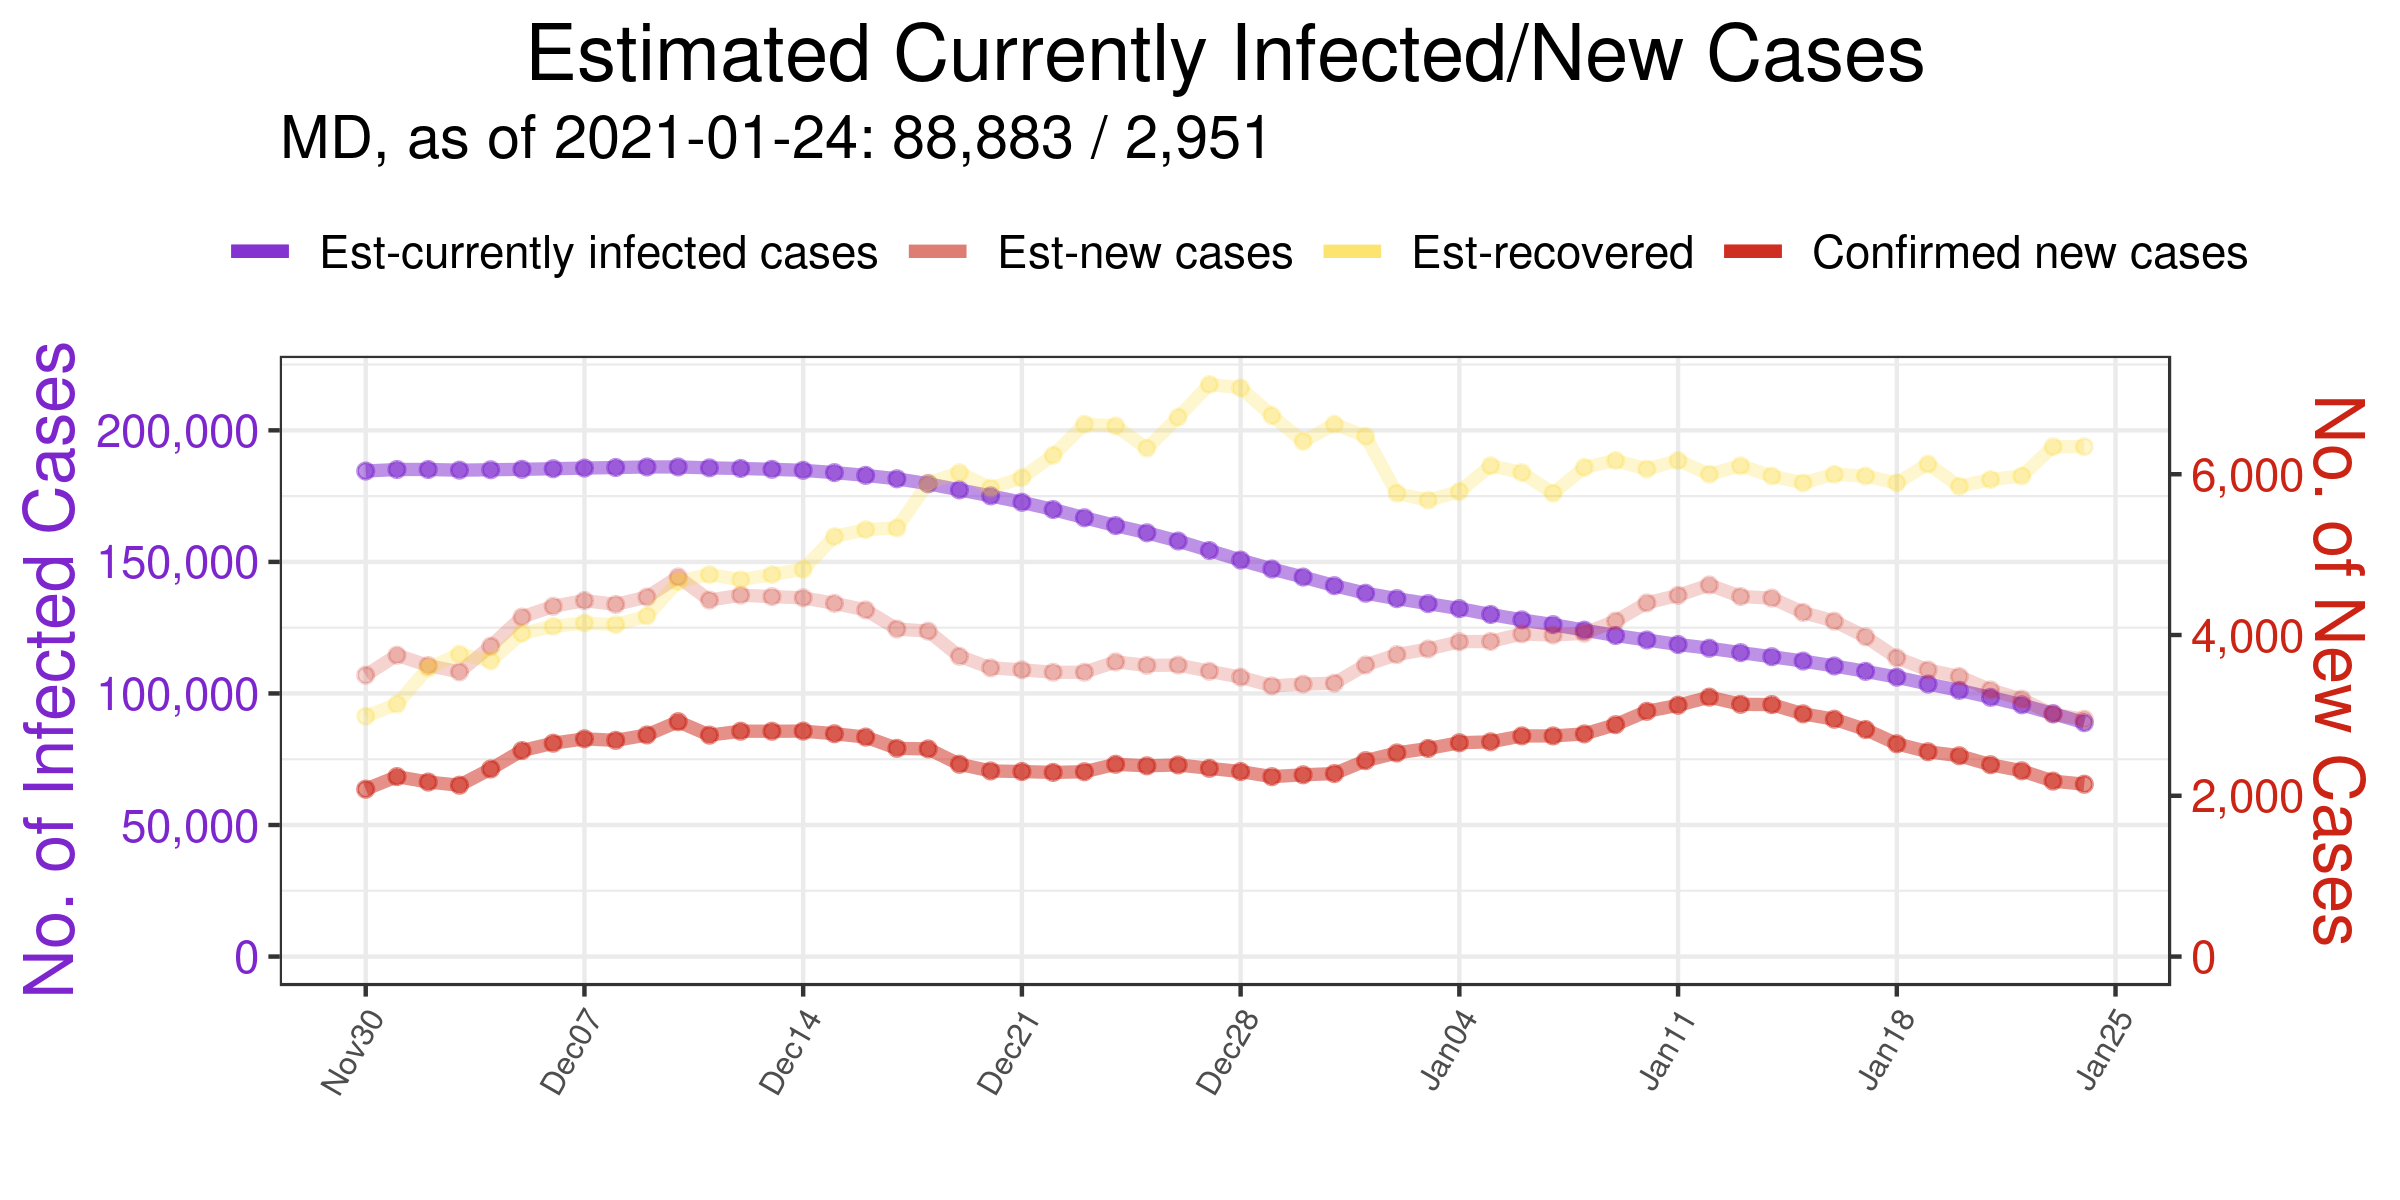 Estimated Currently Infected/New Cases
MD, as of 2021-01-24: 88,883 / 2,951
Est-currently infected cases Est-new cases Est-recovered Confirmed new cases
No. of Infected Cases
200,000
150,000
100,000
50,000
0
No. of New Cases
6,000
4,000
2,000
0
Nov30 Dec07 Dec14 Dec21 Dec28 Jan04 Jan11 Jan18 Jan25